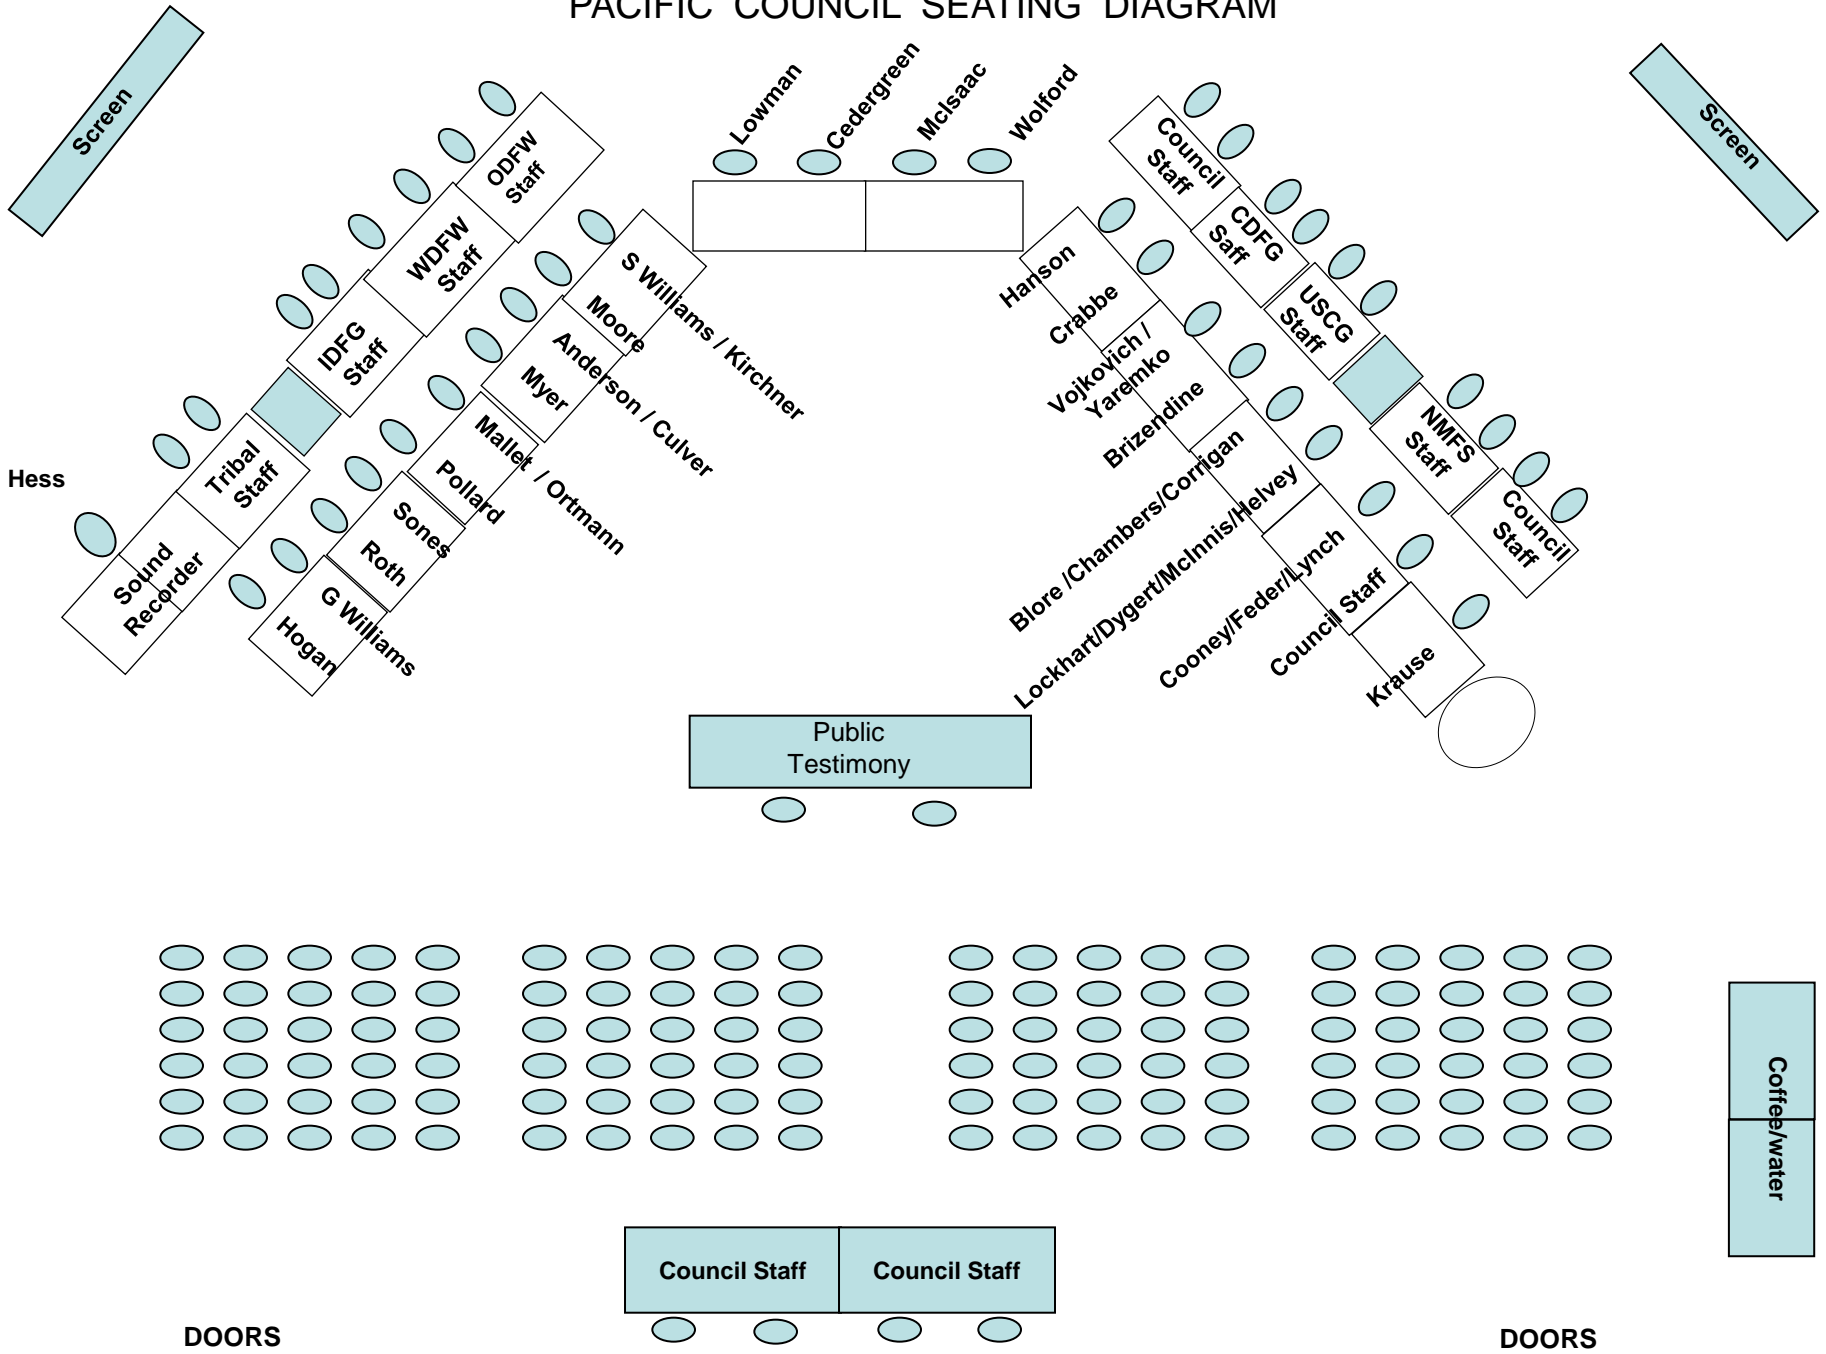 PACIFIC COUNCIL SEATING DIAGRAM
Screen
Screen
Lowman
Cedergreen
McIsaac
Wolford
ODFW
Staff
WDFW
Staff
IDFG
Staff
Tribal
Staff
Hess
Sound
Recorder
S Williams / Kirchner
Moore
Anderson / Culver
Myer
Mallet / Ortmann
Pollard
Sones
Roth
G Williams
Hogan
Hanson
Crabbe
Vojkovich /
Yaremko
Brizendine
Blore /Chambers/Corrigan
Lockhart/Dygert/McInnis/Helvey
Cooney/Feder/Lynch
Council Staff
Krause
Council
Staff
CDFG
Saff
USCG
Staff
NMFS
Staff
Council
Staff
Public
Testimony
Coffee/water
Council Staff
Council Staff
DOORS
DOORS